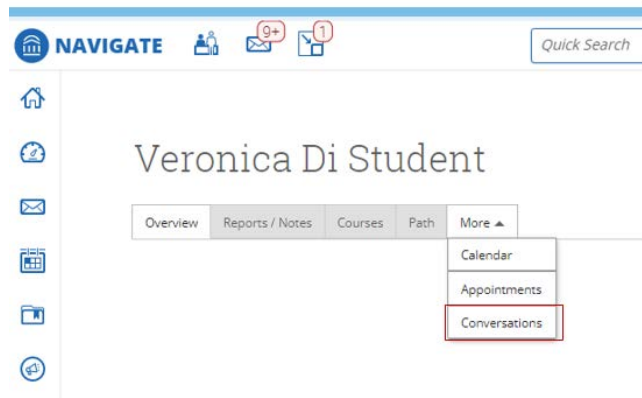 NAVIGATE 9+ 1 Quick Search
Veronica Di Student
Overview Reports / Notes Courses Path More
Calendar
Appointments
Conversations